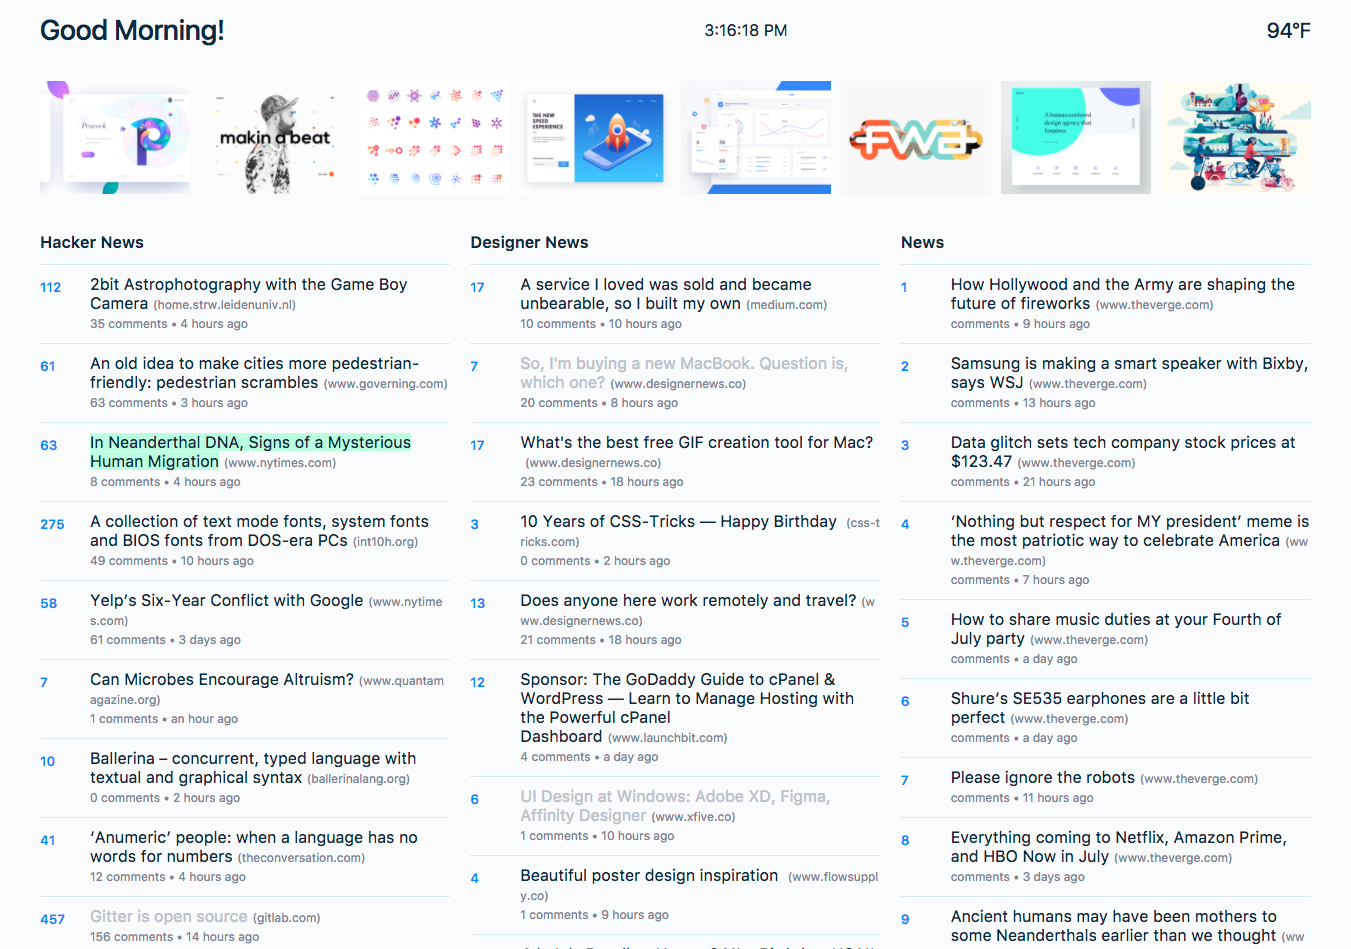 Good Morning!
3:16:18 PM
94°F
Peacock
makin a beat
THE NEW
SPEED
EXPERIENCE
FWA
A human-centered
design agency that
Inspires.
Hacker News
112
2bit Astrophotography with the Game Boy
Camera (home.strw.leidenuniv.nl)
35 comments • 4 hours ago
61
An old idea to make cities more pedestrian-
friendly: pedestrian scrambles (www.governing.com)
63 comments • 3 hours ago
63
In Neanderthal DNA, Signs of a Mysterious
Human Migration (www.nytimes.com)
8 comments • 4 hours ago
275
A collection of text mode fonts, system fonts
and BIOS fonts from DOS-era PCs (int10h.org)
49 comments • 10 hours ago
58
Yelp’s Six-Year Conflict with Google (www.nytime
s.com)
61 comments • 3 days ago
7
Can Microbes Encourage Altruism? (www.quantam
agazine.org)
1 comments • an hour ago
10
Ballerina – concurrent, typed language with
textual and graphical syntax (ballerinalang.org)
0 comments • 2 hours ago
41
‘Anumeric’ people: when a language has no
words for numbers (theconversation.com)
12 comments • 4 hours ago
457
Gitter is open source (gitlab.com)
156 comments • 14 hours ago
Designer News
17
A service I loved was sold and became
unbearable, so I built my own (medium.com)
10 comments • 10 hours ago
7
So, I'm buying a new MacBook. Question is,
which one? (www.designernews.co)
20 comments • 8 hours ago
17
What's the best free GIF creation tool for Mac?
(www.designernews.co)
23 comments • 18 hours ago
3
10 Years of CSS-Tricks — Happy Birthday (css-t
ricks.com)
0 comments • 2 hours ago
13
Does anyone here work remotely and travel? (w
ww.designernews.co)
21 comments • 18 hours ago
12
Sponsor: The GoDaddy Guide to cPanel &
WordPress — Learn to Manage Hosting with
the Powerful cPanel
Dashboard (www.launchbit.com)
4 comments • a day ago
6
UI Design at Windows: Adobe XD, Figma,
Affinity Designer (www.xfive.co)
1 comments • 10 hours ago
4
Beautiful poster design inspiration (www.flowsuppl
y.co)
1 comments • 9 hours ago
News
1
How Hollywood and the Army are shaping the
future of fireworks (www.theverge.com)
comments • 9 hours ago
2
Samsung is making a smart speaker with Bixby,
says WSJ (www.theverge.com)
comments • 13 hours ago
3
Data glitch sets tech company stock prices at
$123.47 (www.theverge.com)
comments • 21 hours ago
4
‘Nothing but respect for MY president’ meme is
the most patriotic way to celebrate America (ww
w.theverge.com)
comments • 7 hours ago
5
How to share music duties at your Fourth of
July party (www.theverge.com)
comments • a day ago
6
Shure’s SE535 earphones are a little bit
perfect (www.theverge.com)
comments • a day ago
7
Please ignore the robots (www.theverge.com)
comments • 11 hours ago
8
Everything coming to Netflix, Amazon Prime,
and HBO Now in July (www.theverge.com)
comments • 3 days ago
9
Ancient humans may have been mothers to
some Neanderthals earlier than we thought (ww